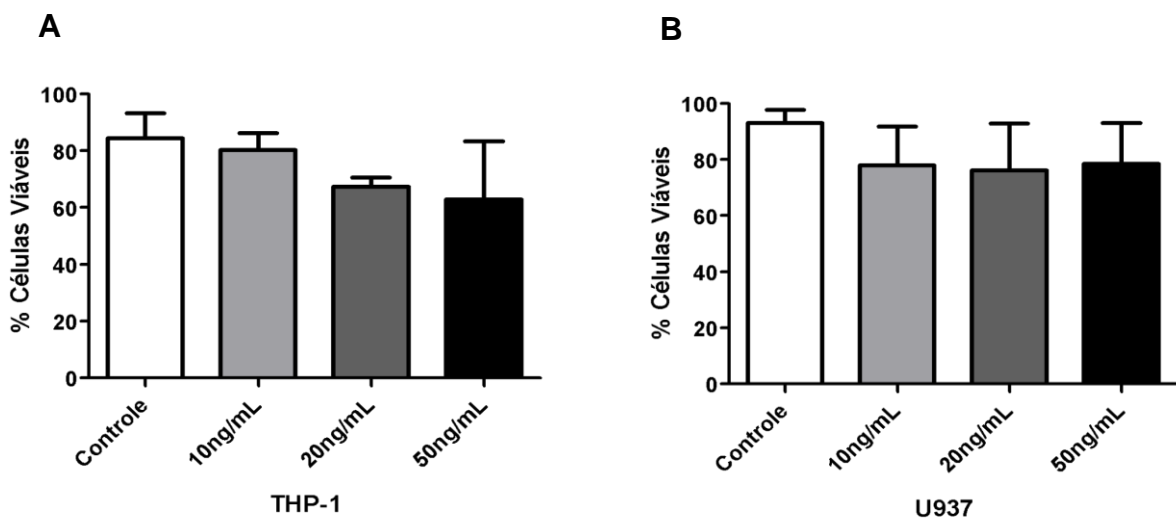 A
% Células Viáveis
100
80
60
40
20
0
Controle
10ng/mL
20ng/mL
50ng/mL
THP-1
B
% Células Viáveis
100
80
60
40
20
0
Controle
10ng/mL
20ng/mL
50ng/mL
U937